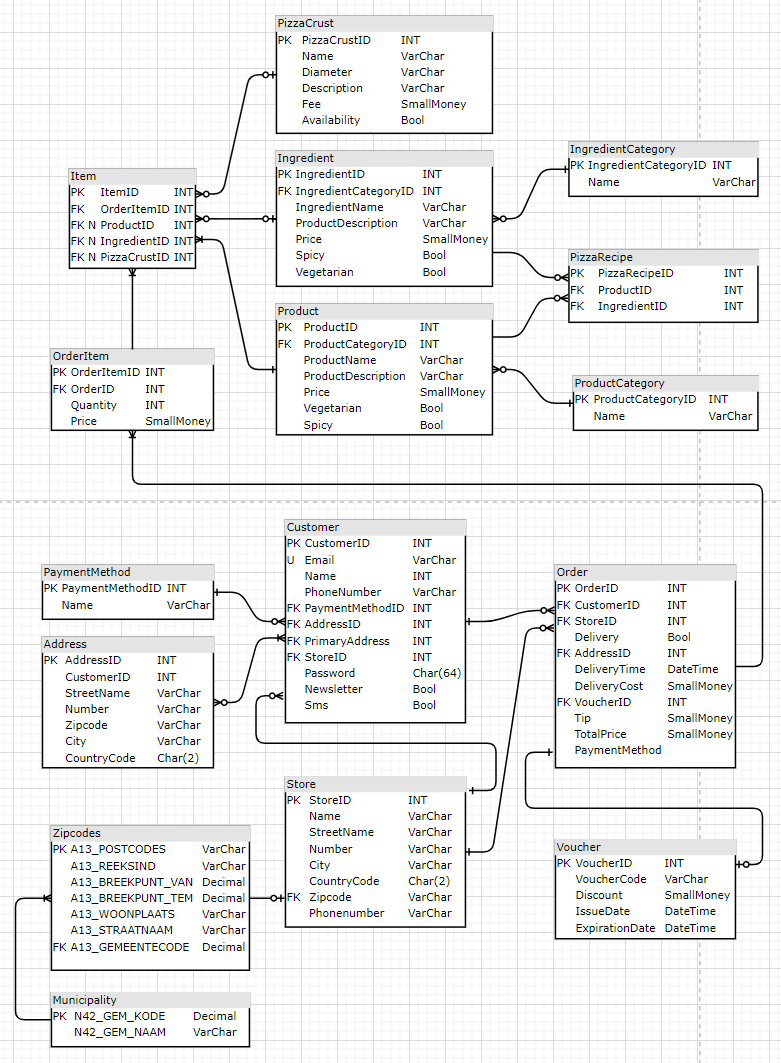 PizzaCrust
PK PizzaCrustID INT
Name VarChar
Diameter VarChar
Description VarChar
Fee SmallMoney
Availability Bool
Ingredient
PK IngredientID INT
FK IngredientCategoryID INT
IngredientName VarChar
ProductDescription VarChar
Price SmallMoney
Spicy Bool
Vegetarian Bool
IngredientCategory
PK IngredientCategoryID INT
Name VarChar
Item
PK ItemID INT
FK OrderItemID INT
FK N ProductID INT
FK N IngredientID INT
FK N PizzaCrustID INT
PizzaRecipe
PK PizzaRecipeID INT
FK ProductID INT
FK IngredientID INT
Product
PK ProductID INT
FK ProductCategoryID INT
ProductName VarChar
ProductDescription VarChar
Price SmallMoney
Vegetarian Bool
Spicy Bool
OrderItem
PK OrderItemID INT
FK OrderID INT
Quantity INT
Price SmallMoney
ProductCategory
PK ProductCategoryID INT
Name VarChar
Customer
PK CustomerID INT
U Email VarChar
Name INT
PhoneNumber VarChar
FK PaymentMethodID INT
FK AddressID INT
FK PrimaryAddress INT
FK StoreID INT
Password Char(64)
Newsletter Bool
Sms Bool
PaymentMethod
PK PaymentMethodID INT
Name VarChar
Order
PK OrderID INT
FK CustomerID INT
FK StoreID INT
Delivery Bool
FK AddressID INT
DeliveryTime DateTime
DeliveryCost SmallMoney
FK VoucherID INT
Tip SmallMoney
TotalPrice SmallMoney
PaymentMethod
Address
PK AddressID INT
CustomerID INT
StreetName VarChar
Number VarChar
Zipcode VarChar
City VarChar
CountryCode Char(2)
Store
PK StoreID INT
Name VarChar
StreetName VarChar
Number VarChar
City VarChar
CountryCode Char(2)
FK Zipcode VarChar
Phonenumber VarChar
Zipcodes
PK A13_POSTCODES VarChar
A13_REEKSIND VarChar
A13_BREEKPUNT_VAN Decimal
A13_BREEKPUNT_TEM Decimal
A13_WOONPLAATS VarChar
A13_STRAATNAAM VarChar
FK A13_GEMEENTECODE Decimal
Voucher
PK VoucherID INT
VoucherCode VarChar
Discount SmallMoney
IssueDate DateTime
ExpirationDate DateTime
Municipality
PK N42_GEM_KODE Decimal
N42_GEM_NAAM VarChar